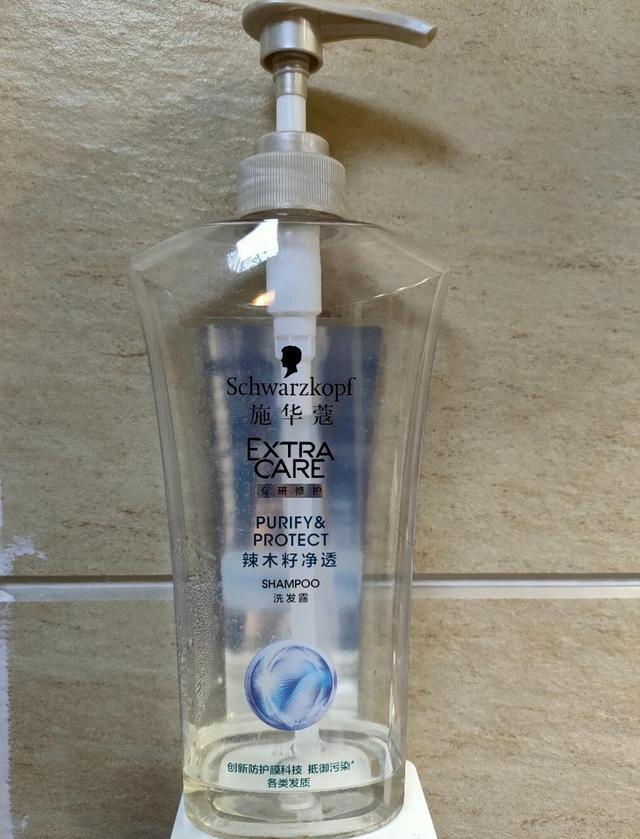 Schwarzkopf
施华蔻
EXTRA
CARE
专研修护
PURIFY&
PROTECT
辣木籽净透
SHAMPOO
洗发露
创新防护膜科技 抵御污染*
各类发质